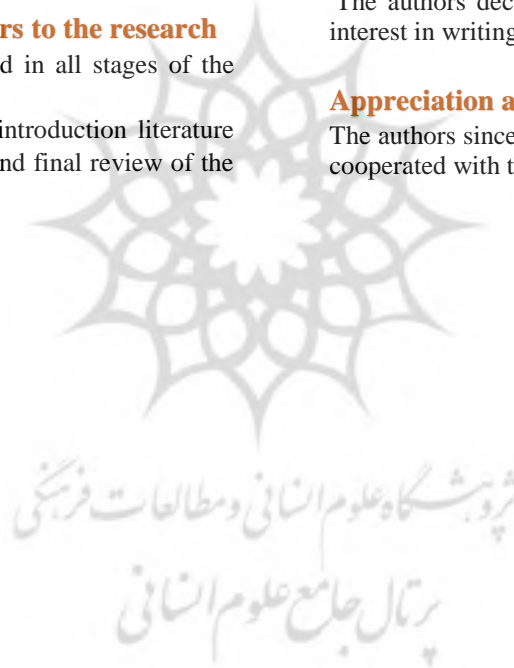 rs to the research
d in all stages of the
introduction literature
nd final review of the
The authors dec
interest in writing
Appreciation a
The authors since
cooperated with t
پژوهشگاه علوم انسانی و مطالعات فرهنگی
پرتال جامع علوم انسانی